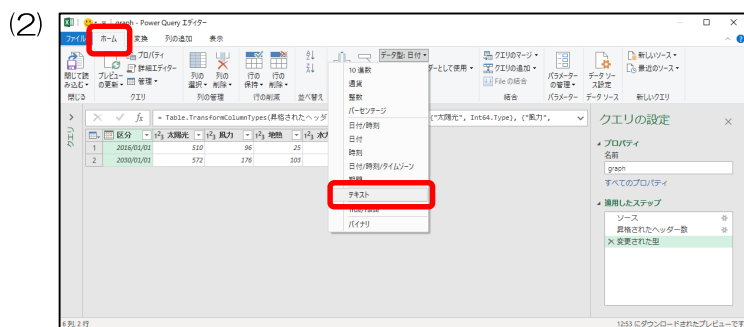 (2)
graph - Power Query エディター
ファイル ホーム 変換 列の追加 表示
閉じて読み込む
閉じる
プレビューの更新
プロパティ
詳細エディター
管理
クエリ
列の選択
列の削除
列の管理
行の保持
行の削除
行の削減
並べ替え
データ型: 日付
ダーとして使用
クエリのマージ
クエリの追加
File の結合
結合
パラメーターの管理
パラメーター
データ ソース設定
データ ソース
新しいソース
最近のソース
新しいクエリ
= Table.TransformColumnTypes(昇格されたヘッダ
{"太陽光", Int64.Type}, {"風力",
クエリ
区分 太陽光 風力 地熱
1 2016/01/01 510 96 25
2 2030/01/01 572 176 103
10 進数
通貨
整数
パーセンテージ
日付/時刻
日付
時刻
日付/時刻/タイムゾーン
期間
テキスト
True/False
バイナリ
クエリの設定
プロパティ
名前
graph
すべてのプロパティ
適用したステップ
ソース
昇格されたヘッダー数
変更された型
6 列, 2 行
12:53 にダウンロードされたプレビューです